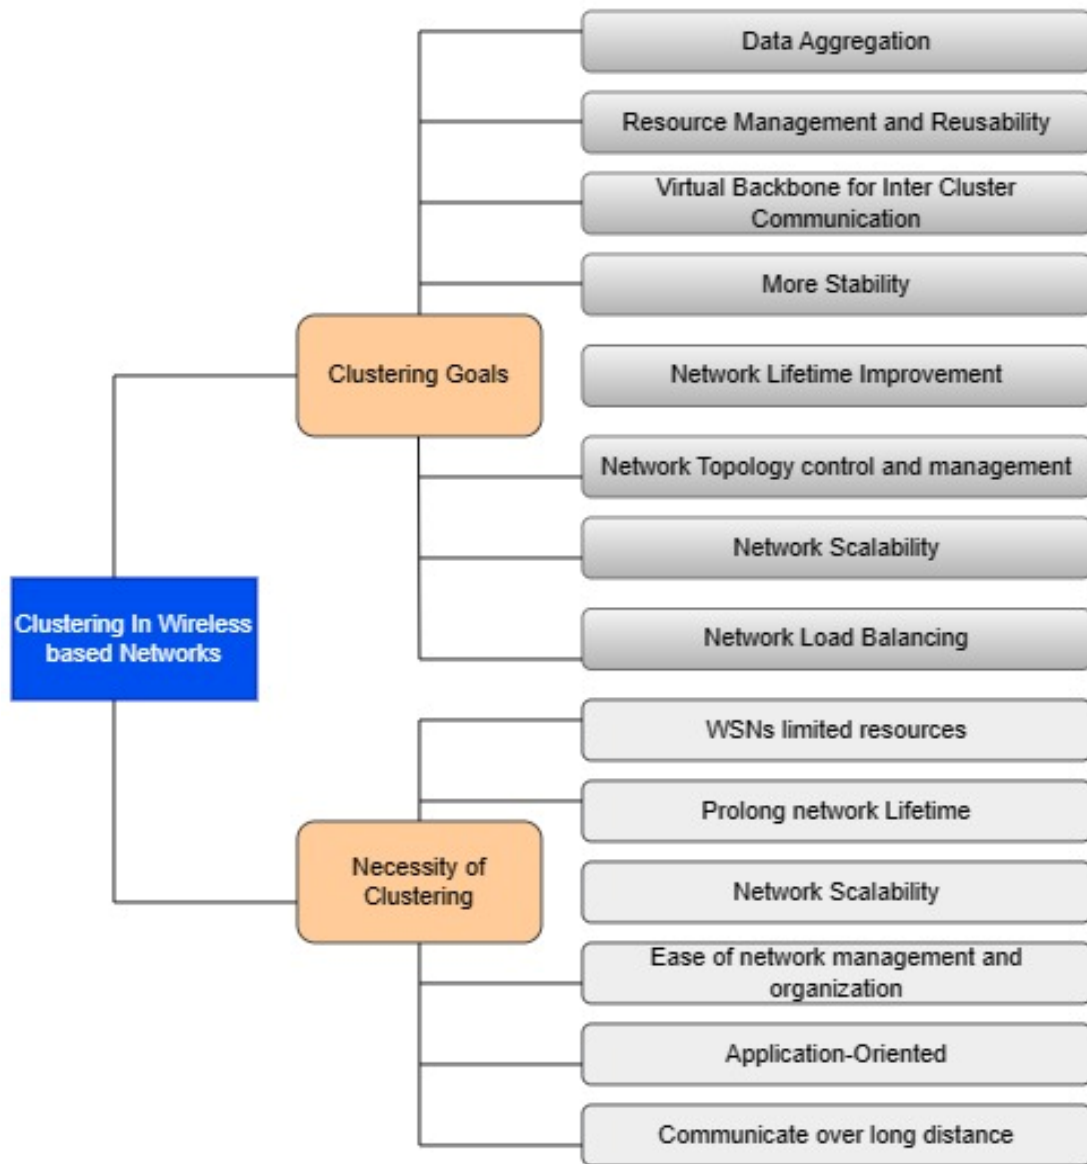 Data Aggregation
Resource Management and Reusability
Virtual Backbone for Inter Cluster
Communication
More Stability
Clustering Goals
Network Lifetime Improvement
Network Topology control and management
Network Scalability
Clustering In Wireless
based Networks
Network Load Balancing
WSNs limited resources
Prolong network Lifetime
Necessity of
Clustering
Network Scalability
Ease of network management and
organization
Application-Oriented
Communicate over long distance